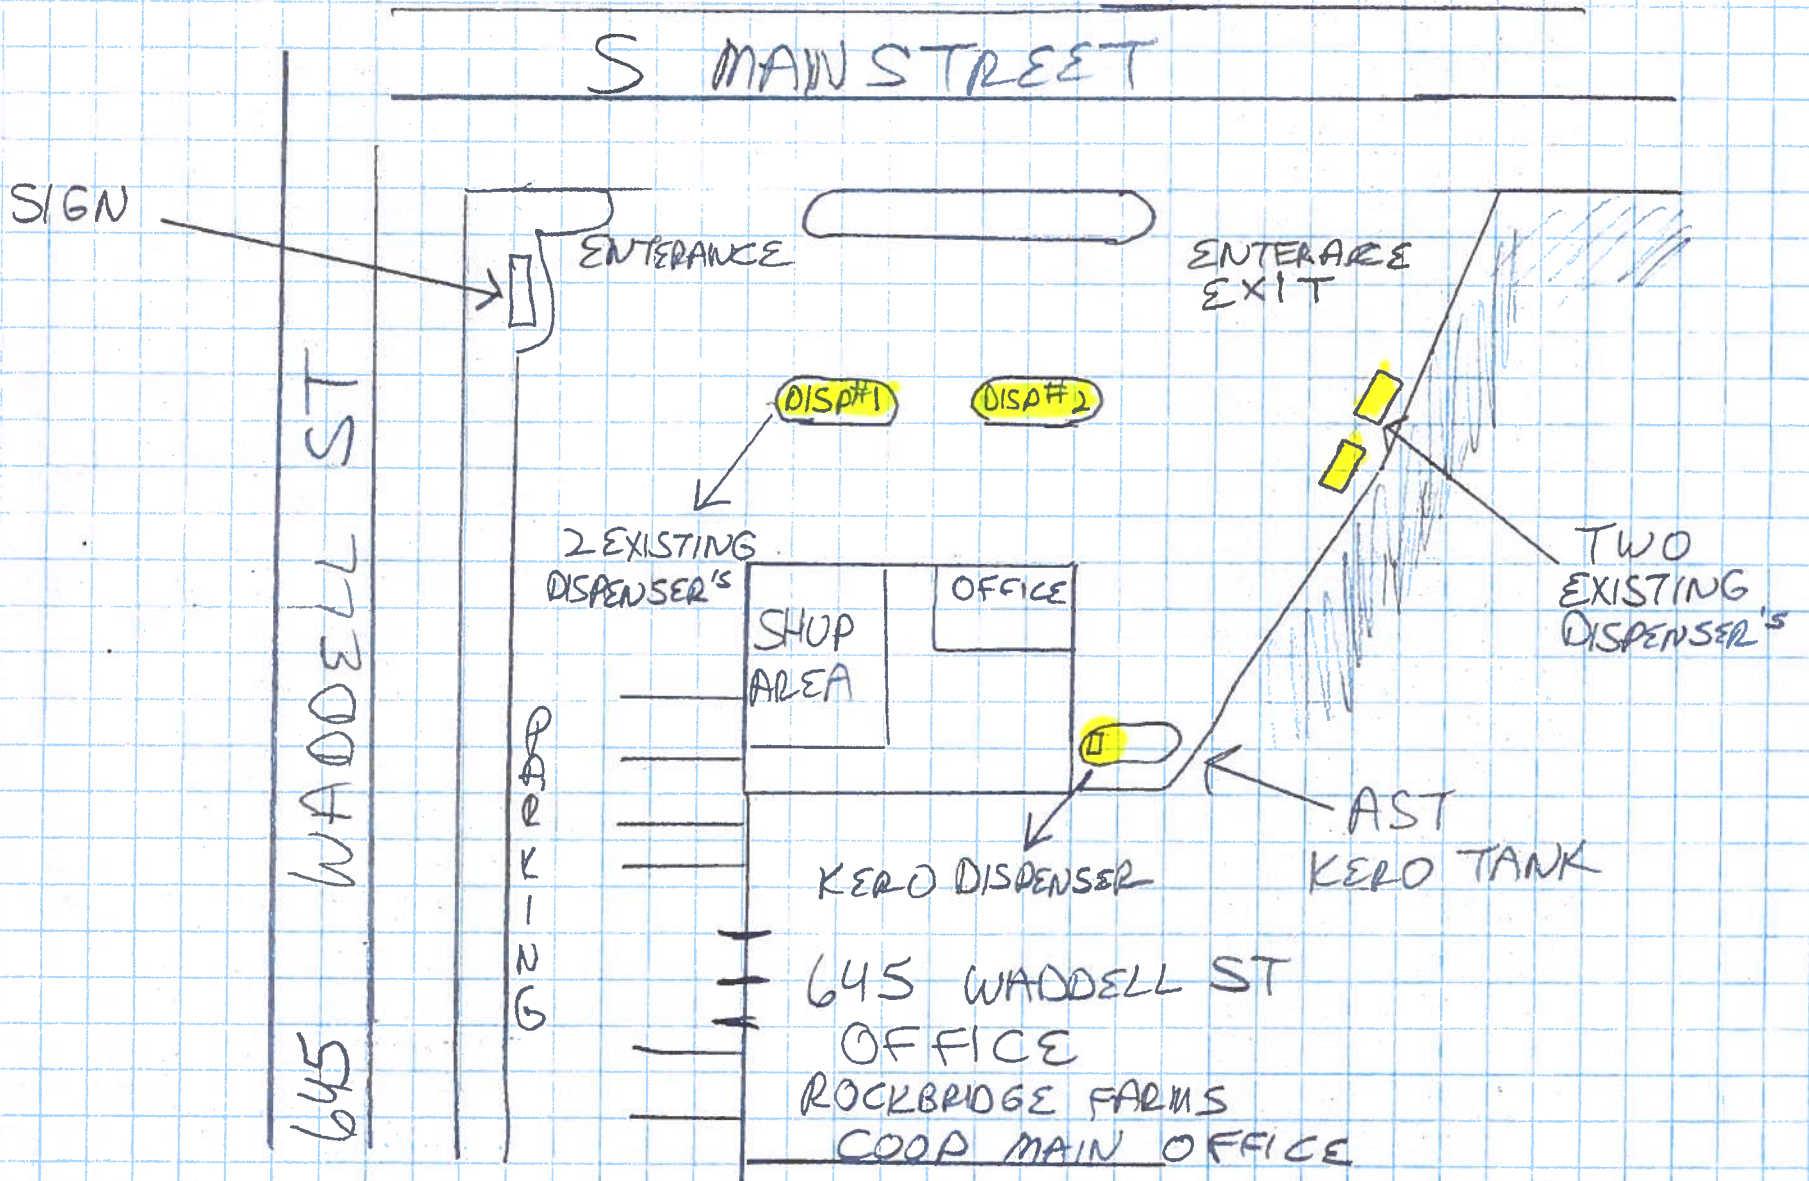 S MAIN STREET
SIGN
ENTERANCE
ENTERACE
EXIT
DISP#1
DISP#2
2 EXISTING
DISPENSER'S
TWO
EXISTING
DISPENSER'S
SHOP
AREA
OFFICE
PARKING
645 WADDELL ST
AST
KERO TANK
KERO DISPENSER
645 WADDELL ST
OFFICE
ROCKBRIDGE FARMS
COOP MAIN OFFICE